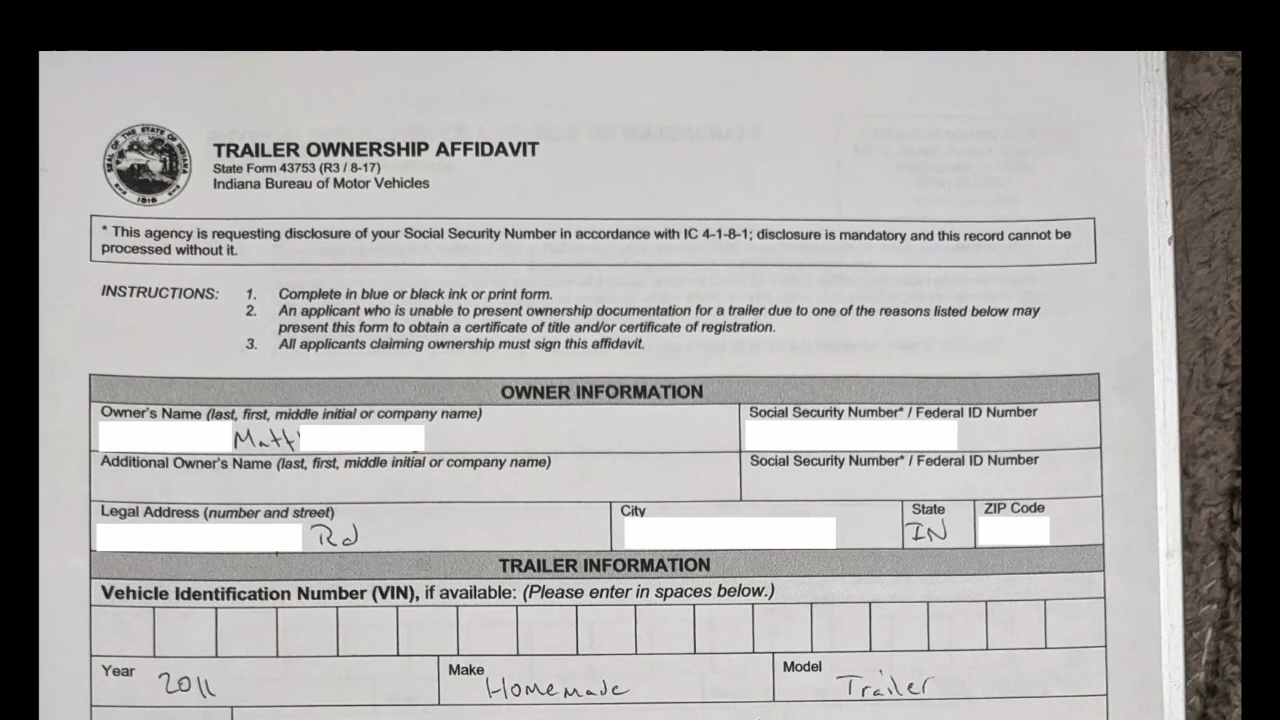 SEAL OF THE STATE OF INDIANA
1816
TRAILER OWNERSHIP AFFIDAVIT
State Form 43753 (R3 / 8-17)
Indiana Bureau of Motor Vehicles
* This agency is requesting disclosure of your Social Security Number in accordance with IC 4-1-8-1; disclosure is mandatory and this record cannot be
processed without it.
INSTRUCTIONS: 1. Complete in blue or black ink or print form.
2. An applicant who is unable to present ownership documentation for a trailer due to one of the reasons listed below may
present this form to obtain a certificate of title and/or certificate of registration.
3. All applicants claiming ownership must sign this affidavit.
OWNER INFORMATION
Owner's Name (last, first, middle initial or company name) Social Security Number* / Federal ID Number
Matt
Additional Owner's Name (last, first, middle initial or company name) Social Security Number* / Federal ID Number
Legal Address (number and street) City State ZIP Code
Rd IN
TRAILER INFORMATION
Vehicle Identification Number (VIN), if available: (Please enter in spaces below.)
Year Make Model
2011 Homemade Trailer